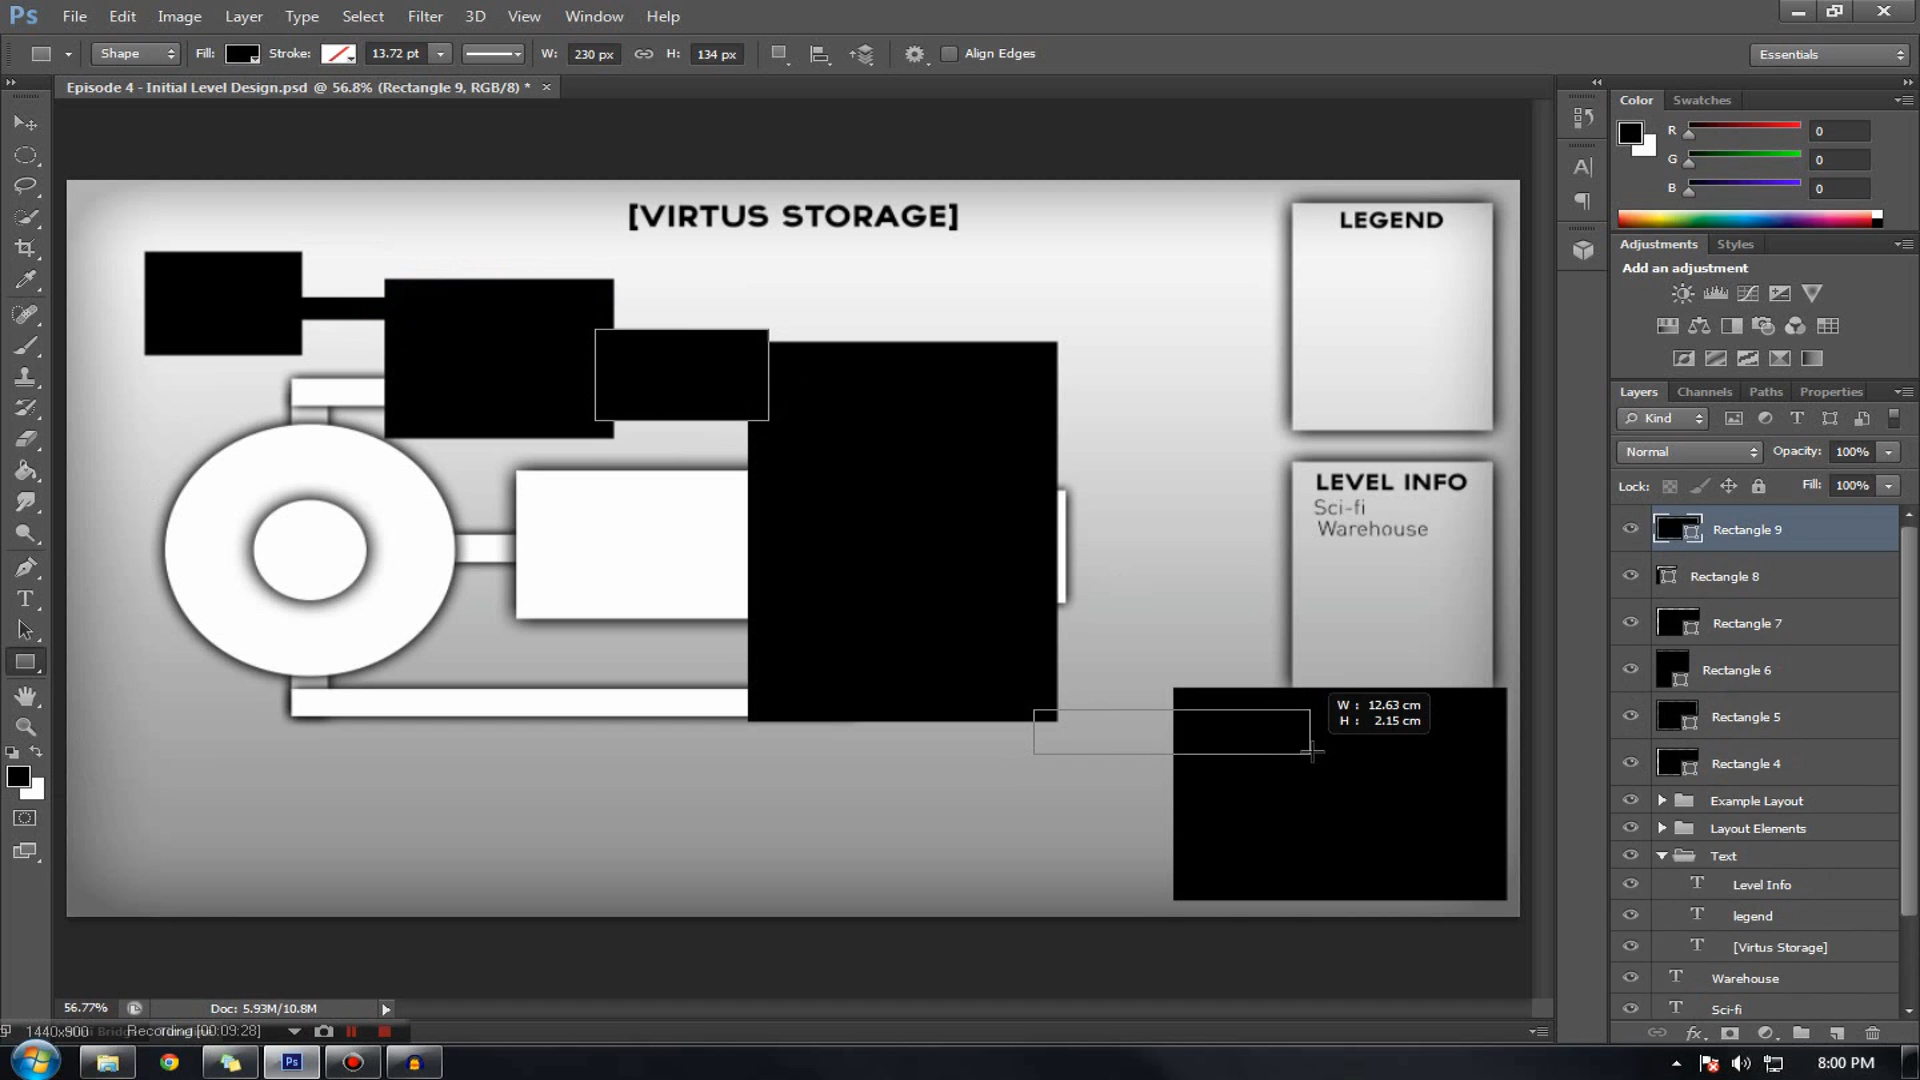 Ps File Edit Image Layer Type Select Filter 3D View Window Help
Shape Fill: Stroke: 13.72 pt W: 230 px H: 134 px Align Edges Essentials
Episode 4 - Initial Level Design.psd @ 56.8% (Rectangle 9, RGB/8) * ×
Color Swatches
R 0
G 0
B 0
[VIRTUS STORAGE]
LEGEND
Adjustments Styles
Add an adjustment
Layers Channels Paths Properties
Kind
Normal Opacity: 100%
Lock: Fill: 100%
LEVEL INFO
Sci-fi
Warehouse
Rectangle 9
Rectangle 8
Rectangle 7
Rectangle 6
Rectangle 5
Rectangle 4
W : 12.63 cm
H : 2.15 cm
Example Layout
Layout Elements
Text
Level Info
legend
[Virtus Storage]
Warehouse
Sci-fi
56.77% Doc: 5.93M/10.8M
1440x900 Recording [00:09:28]
Ps
8:00 PM